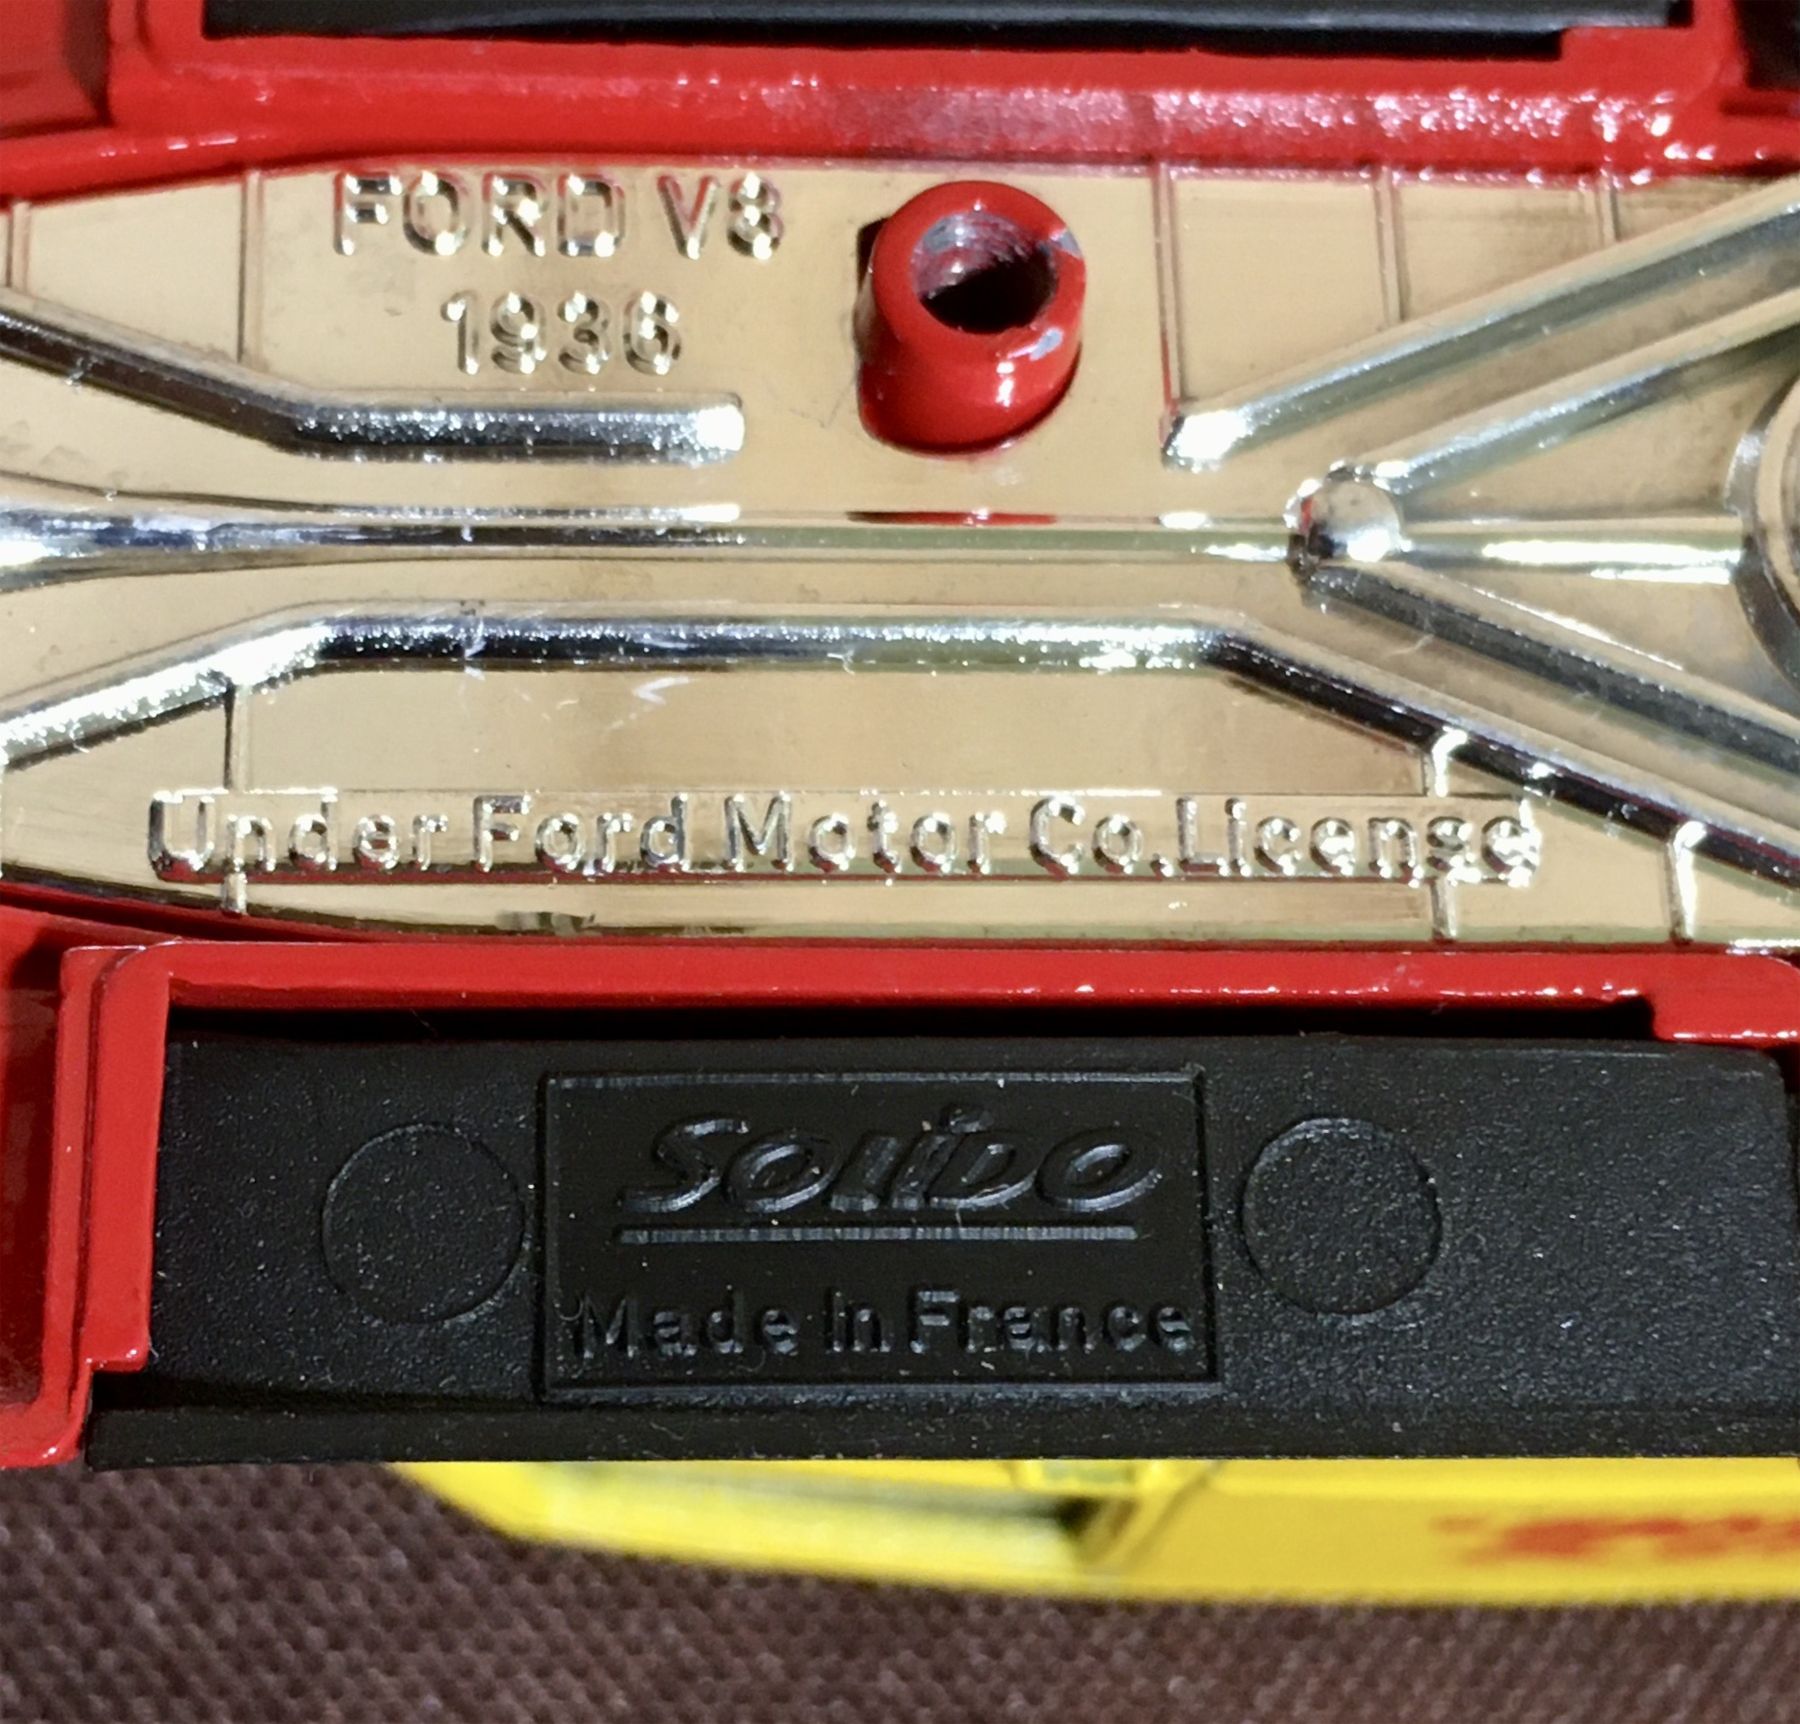 FORD V8
1936
Under Ford Motor Co.License
SOLIDO
Made in France